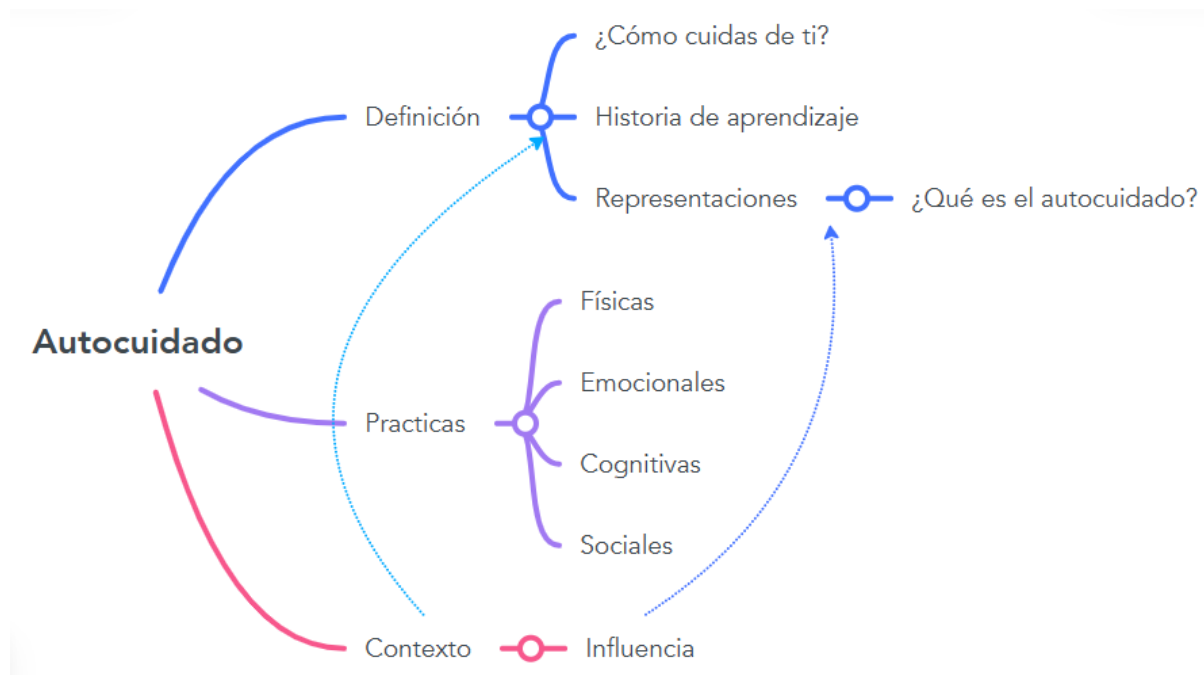 Autocuidado
Definición
¿Cómo cuidas de ti?
Historia de aprendizaje
Representaciones
¿Qué es el autocuidado?
Practicas
Físicas
Emocionales
Cognitivas
Sociales
Contexto
Influencia